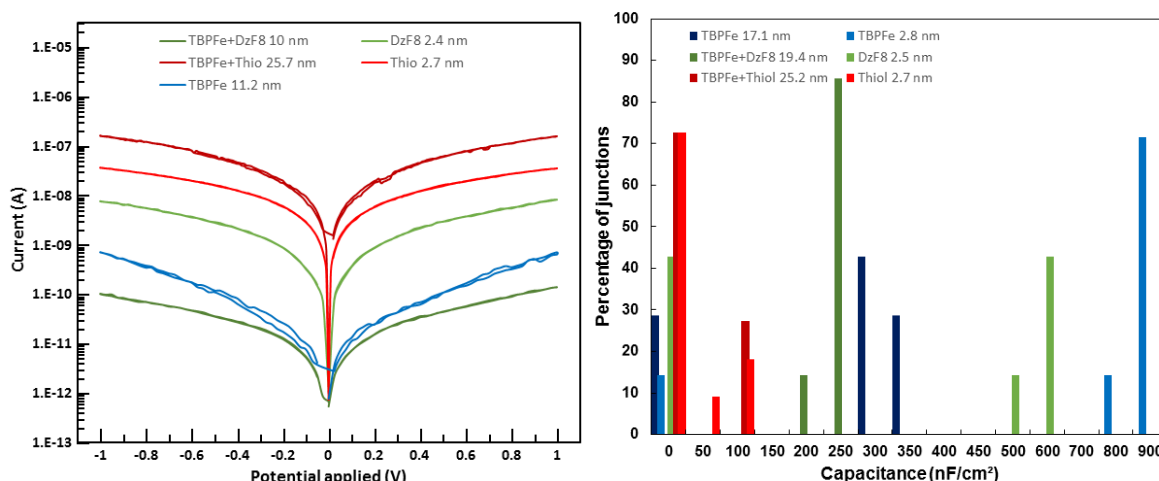 1.E-05
1.E-06
1.E-07
1.E-08
1.E-09
1.E-10
1.E-11
1.E-12
1.E-13
Current (A)
TBPFe+DzF8 10 nm
DzF8 2.4 nm
TBPFe+Thio 25.7 nm
Thio 2.7 nm
TBPFe 11.2 nm
-1 -0.8 -0.6 -0.4 -0.2 0 0.2 0.4 0.6 0.8 1
Potential applied (V)
100
90
80
70
60
50
40
30
20
10
0
Percentage of junctions
TBPFe 17.1 nm
TBPFe 2.8 nm
TBPFe+DzF8 19.4 nm
DzF8 2.5 nm
TBPFe+Thiol 25.2 nm
Thiol 2.7 nm
0 50 100 150 200 250 300 350 400 450 500 600 700 800 900
Capacitance (nF/cm²)